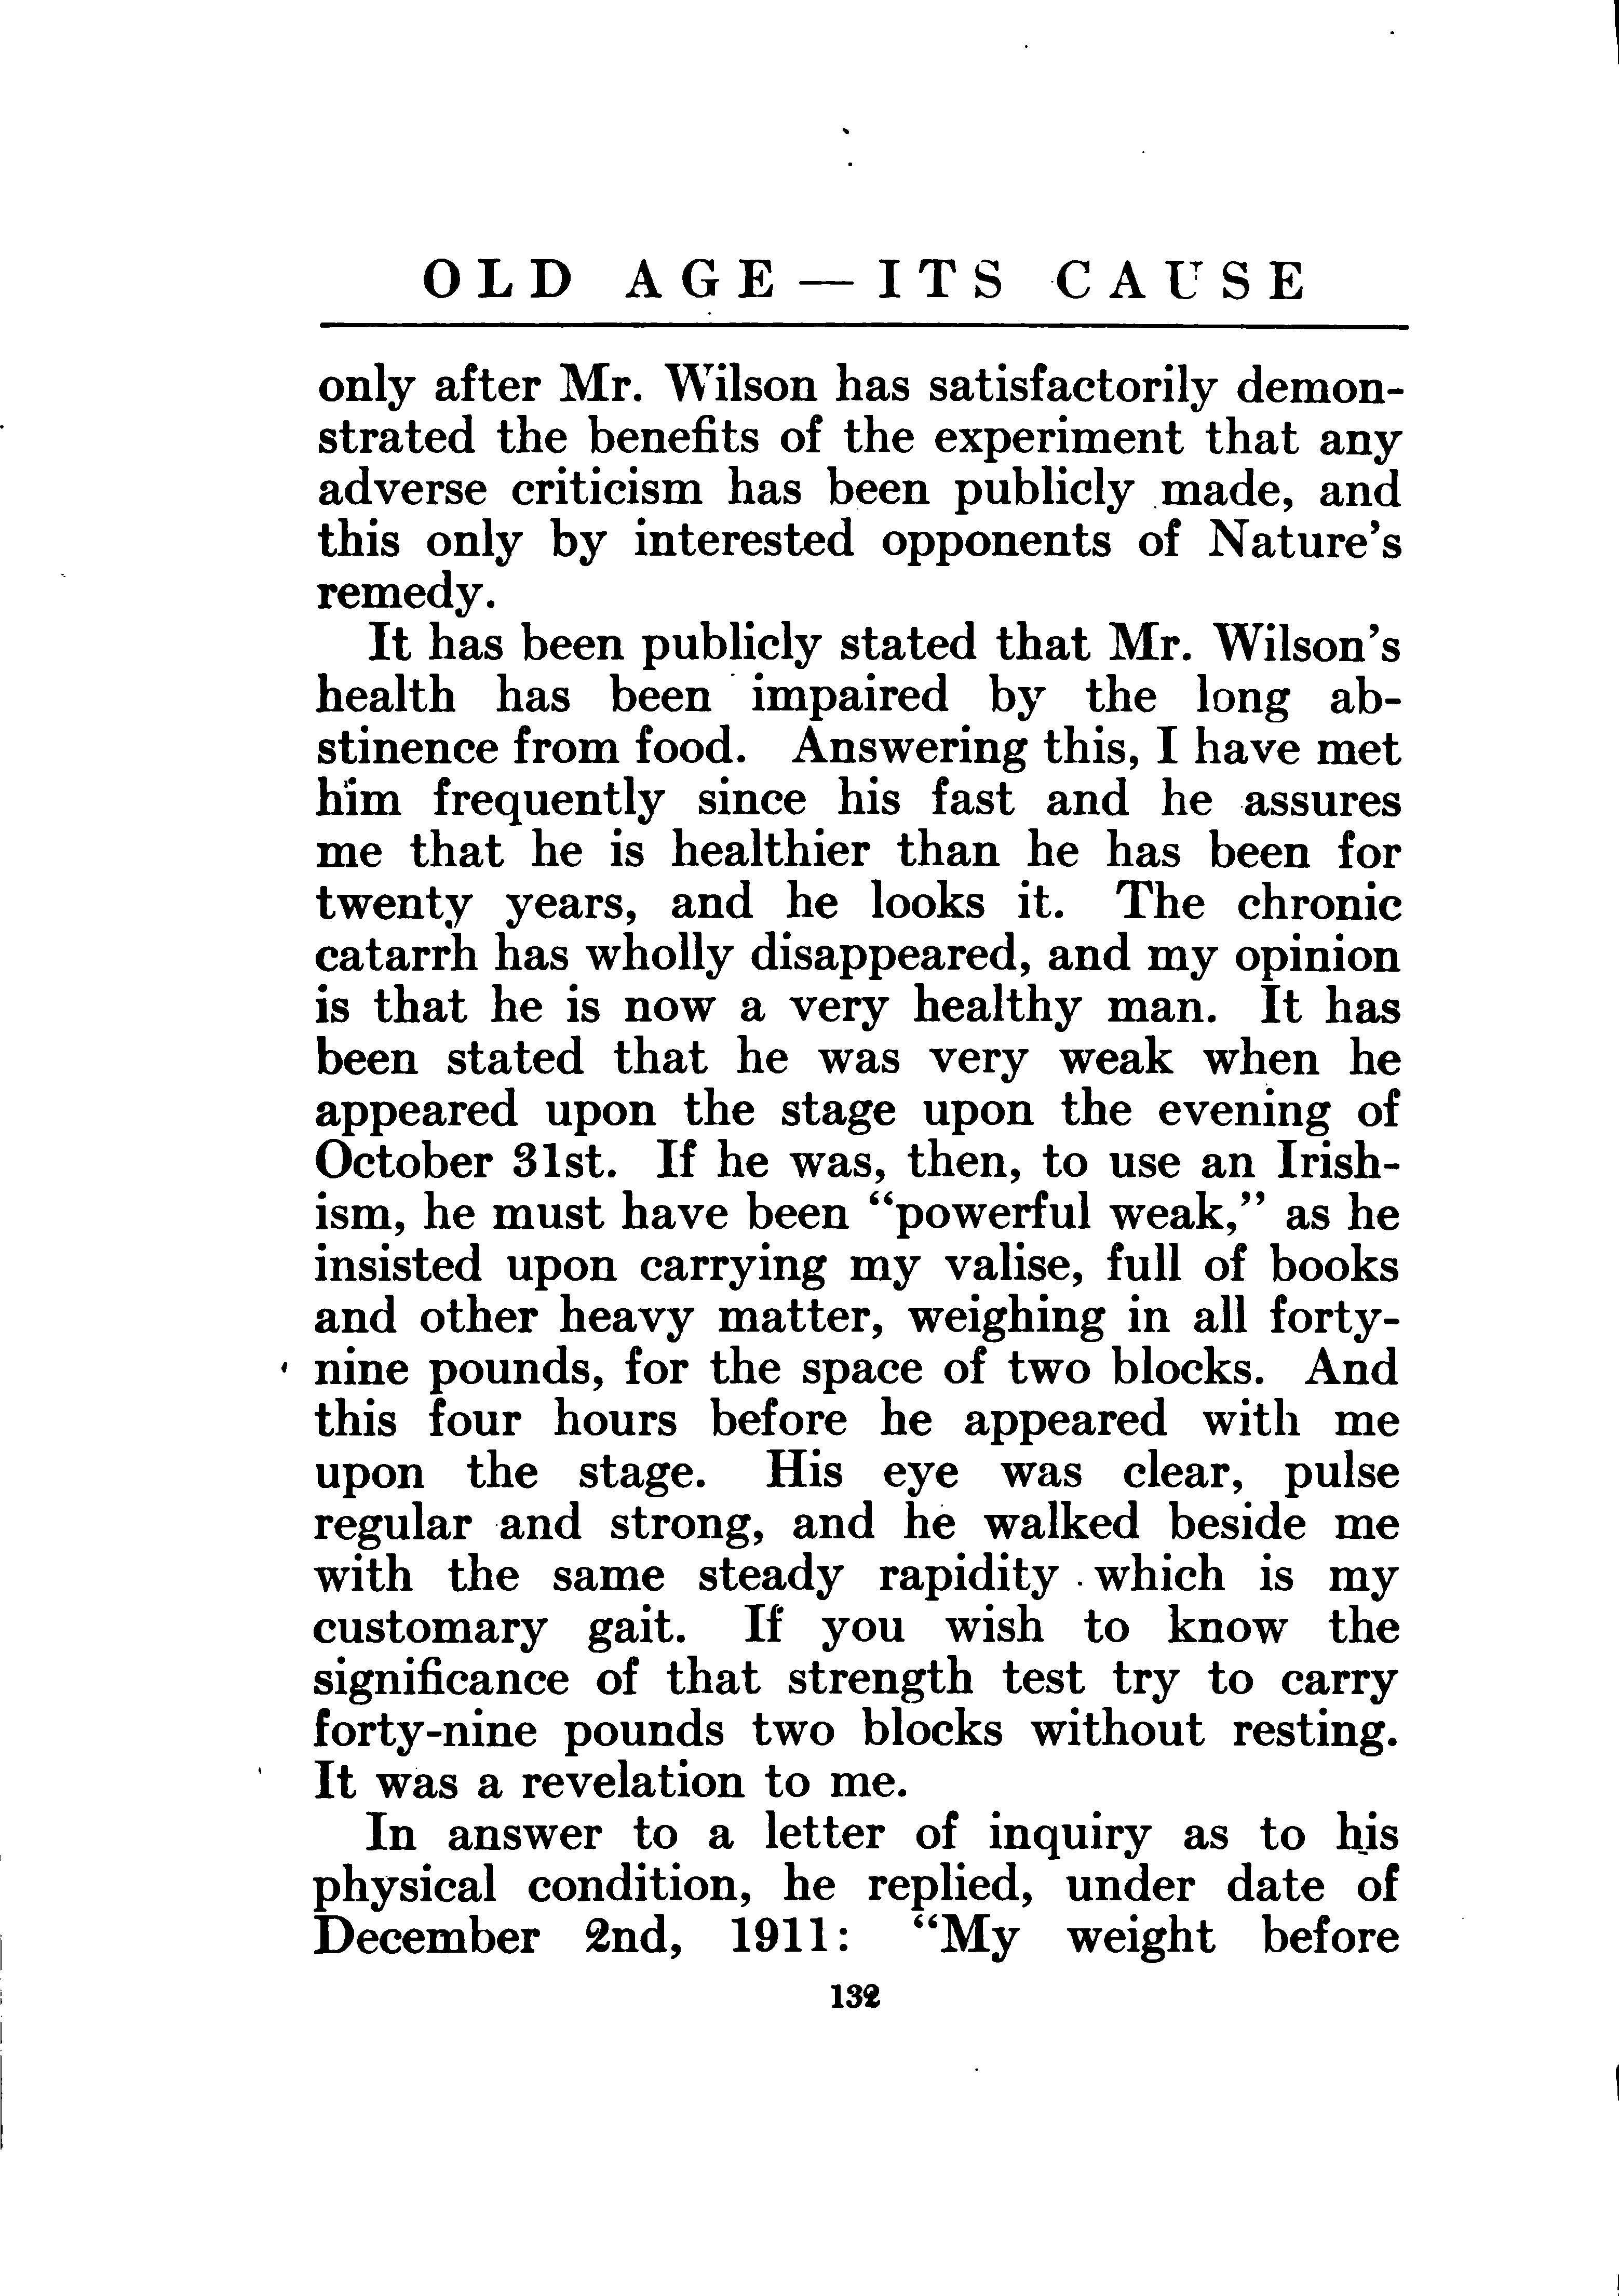 OLD AGE — ITS CAUSE
only after Mr. Wilson has satisfactorily demon-
strated the benefits of the experiment that any
adverse criticism has been publicly made, and
this only by interested opponents of Nature's
remedy.
It has been publicly stated that Mr. Wilson's
health has been impaired by the long ab-
stinence from food. Answering this, I have met
him frequently since his fast and he assures
me that he is healthier than he has been for
twenty years, and he looks it. The chronic
catarrh has wholly disappeared, and my opinion
is that he is now a very healthy man. It has
been stated that he was very weak when he
appeared upon the stage upon the evening of
October 31st. If he was, then, to use an Irish-
ism, he must have been “powerful weak,” as he
insisted upon carrying my valise, full of books
and other heavy matter, weighing in all forty-
nine pounds, for the space of two blocks. And
this four hours before he appeared with me
upon the stage. His eye was clear, pulse
regular and strong, and he walked beside me
with the same steady rapidity which is my
customary gait. If you wish to know the
significance of that strength test try to carry
forty-nine pounds two blocks without resting.
It was a revelation to me.
In answer to a letter of inquiry as to his
physical condition, he replied, under date of
December 2nd, 1911: “My weight before
132